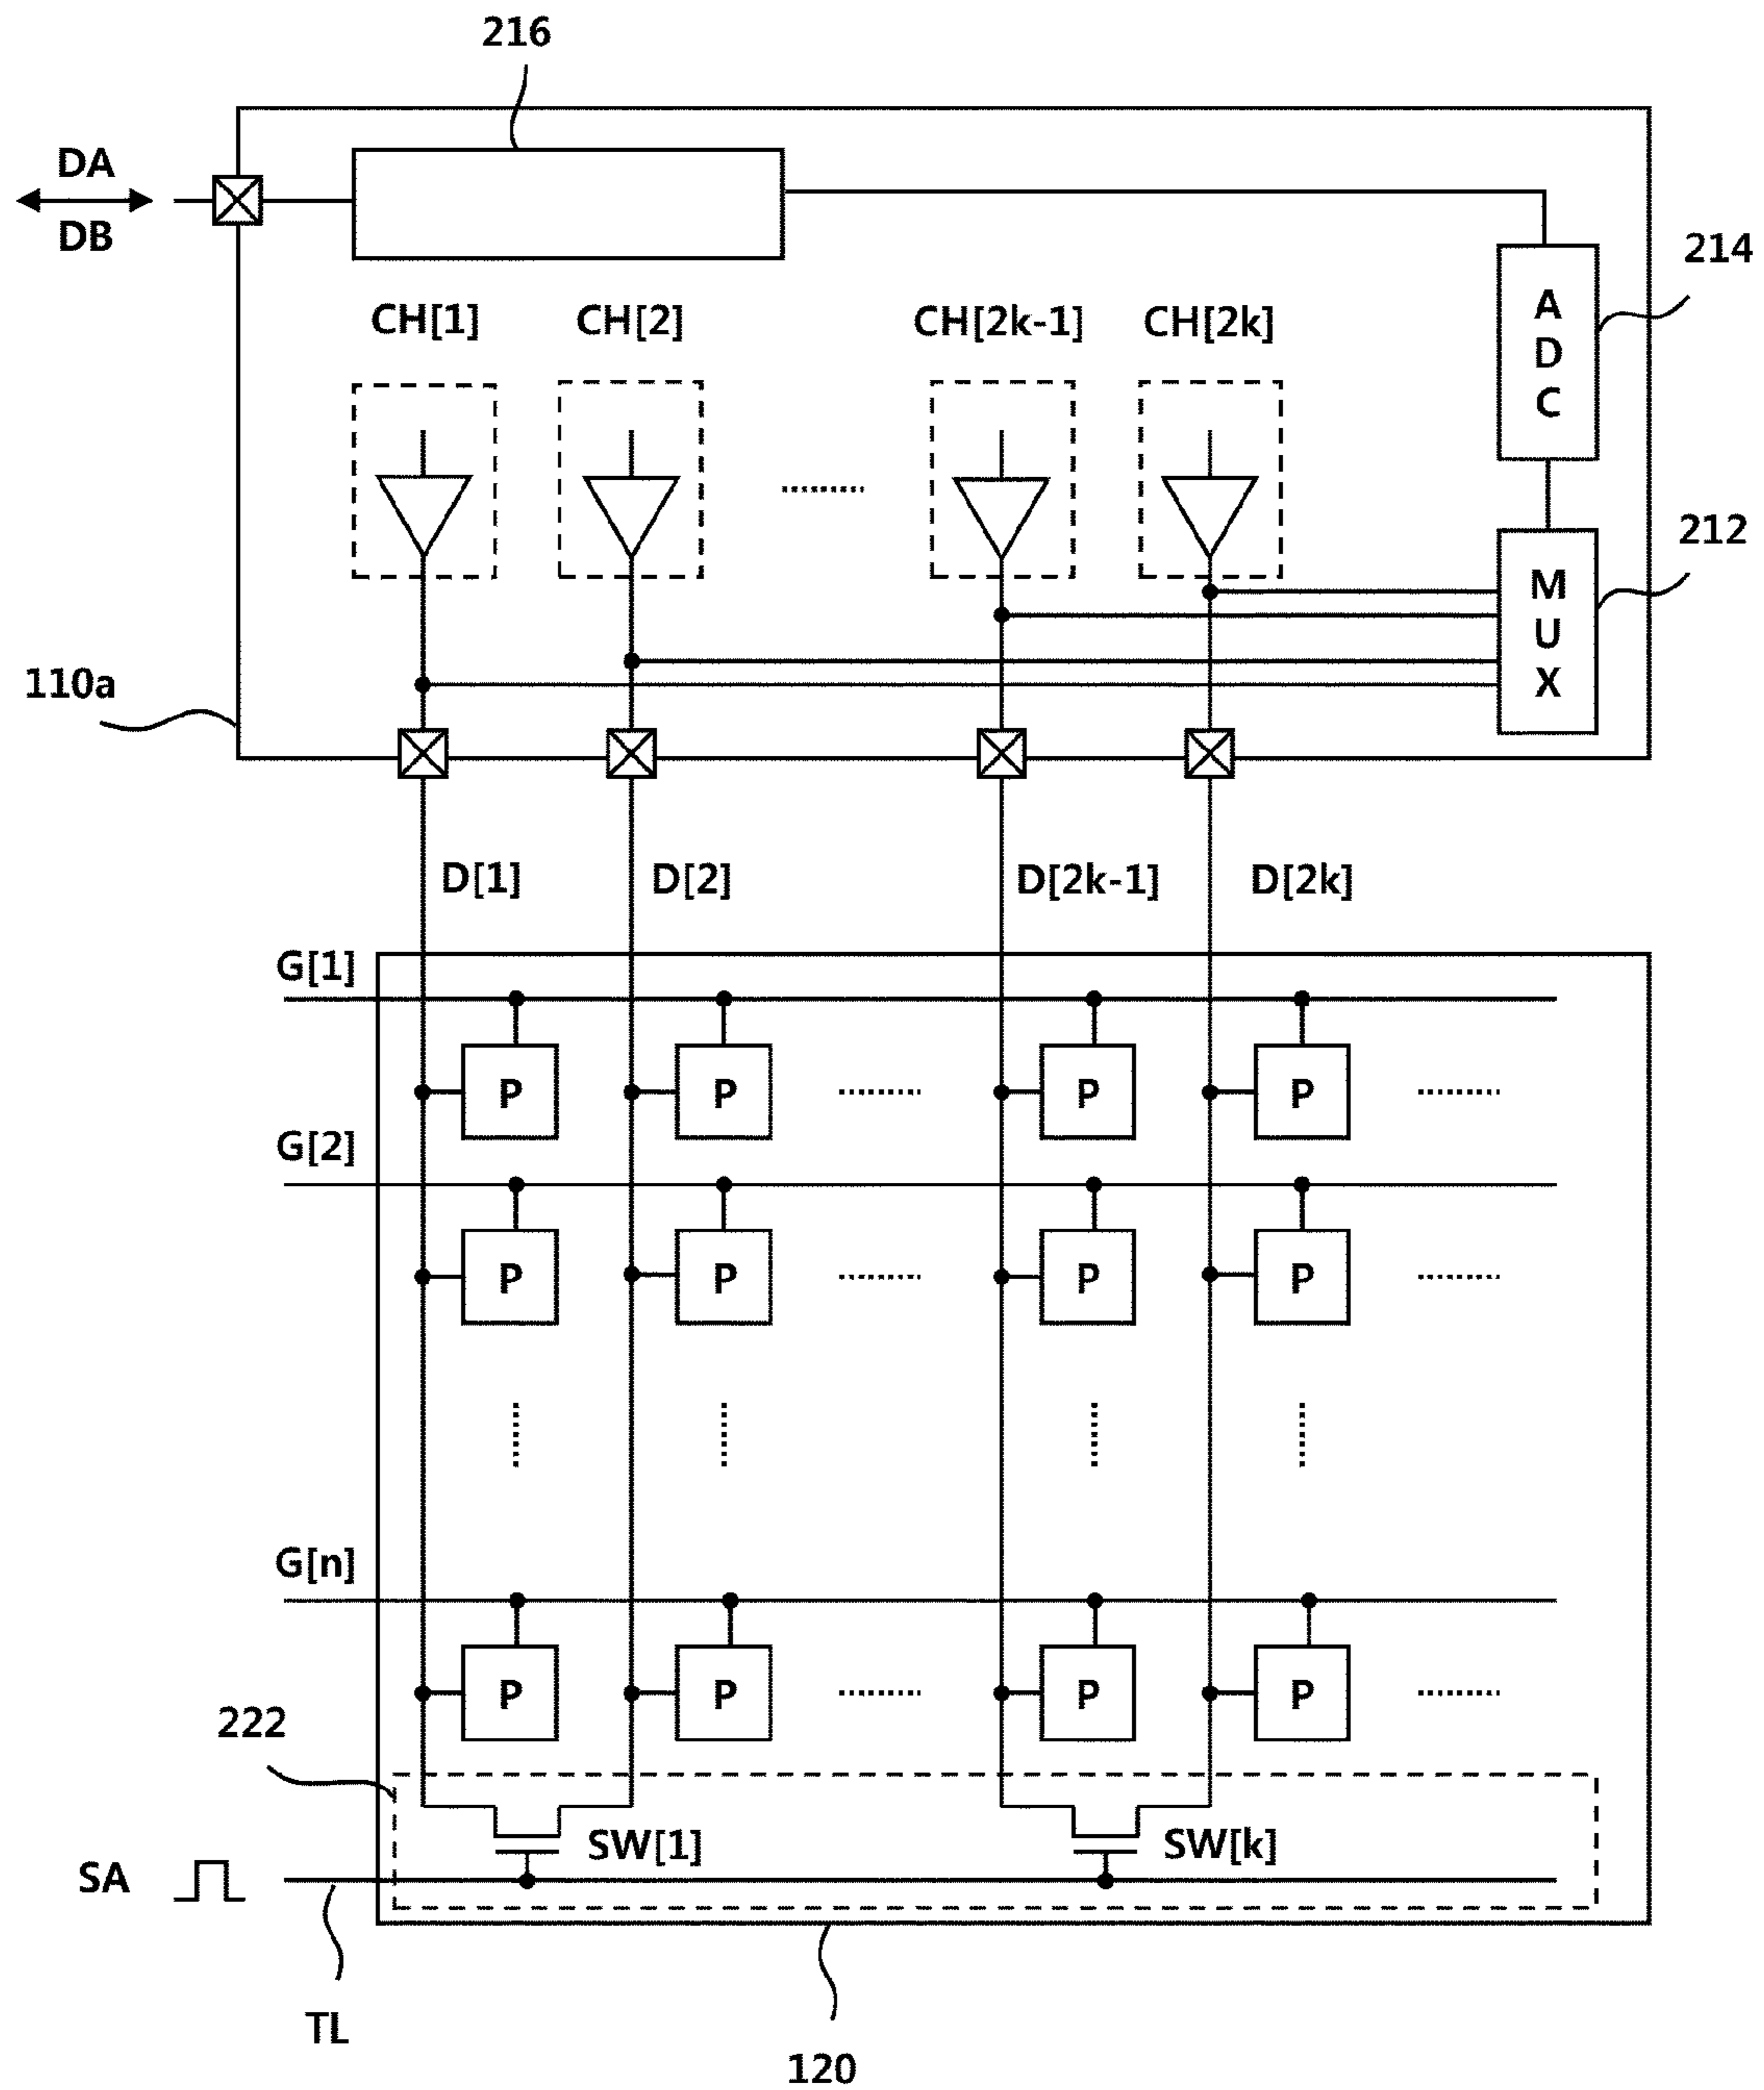 216
DA
DB
214
CH[1] CH[2] CH[2k-1] CH[2k]
A
D
C
212
M
U
X
110a
D[1] D[2] D[2k-1] D[2k]
G[1]
P P P P
G[2]
P P P P
G[n]
P P P P
222
SW[1] SW[k]
SA
TL
120